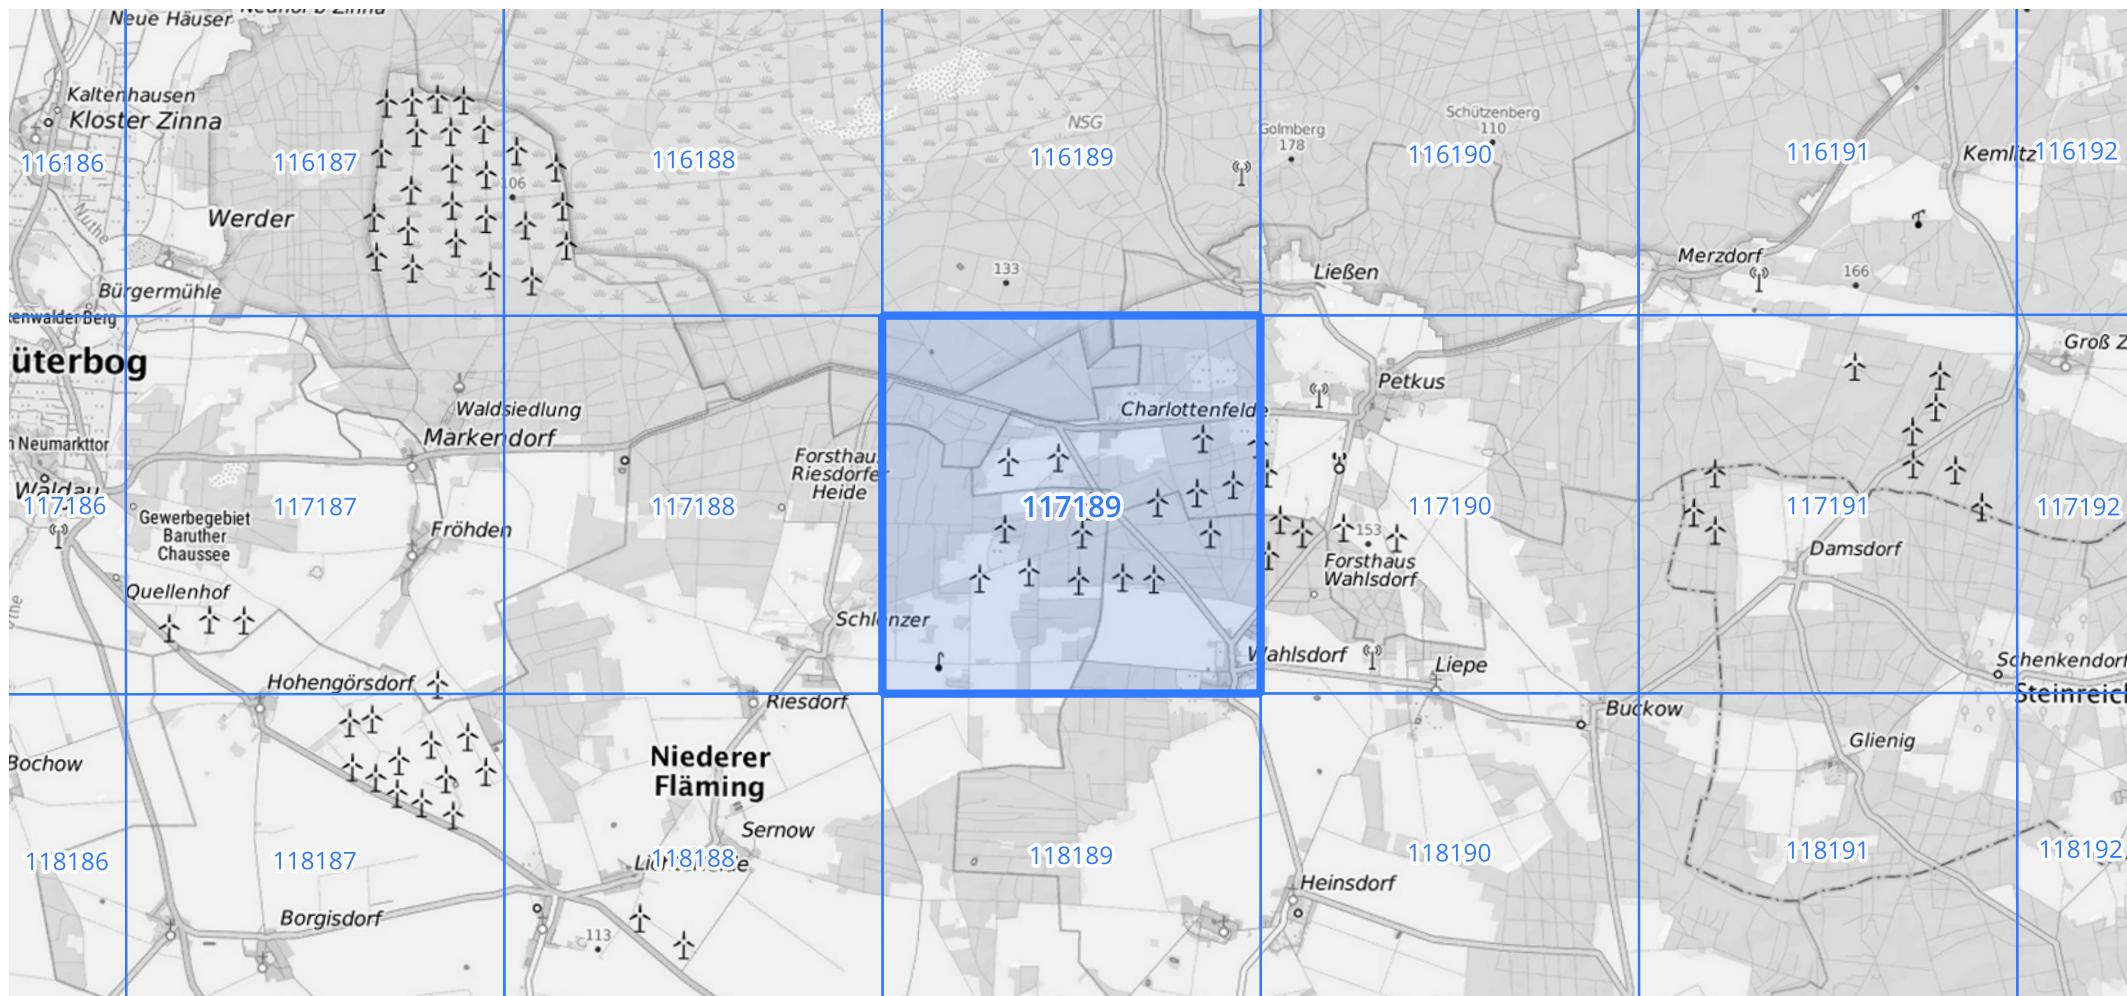 Neue Häuser
Kaltenhausen
Kloster Zinna
116186
116187
116188
116189
116190
116191
116192
NSG
Golmberg
178
Schützenberg
110
Kemlitz
106
Werder
Nuthe
Bürgermühle
133
Ließen
Merzdorf
166
Groß Z
üterbog
Petkus
Waldsiedlung
Charlottenfelde
Markendorf
n Neumarkttor
Forsthaus
Riesdorfer
Heide
Waldau
117186
117187
117188
117189
117190
117191
117192
Gewerbegebiet
Baruther
Chaussee
Fröhden
153
Damsdorf
Forsthaus
Wahlsdorf
Quellenhof
Schlenzer
Wahlsdorf
Liepe
Schenkendorf
Hohengörsdorf
Steinreich
Riesdorf
Buckow
Glienig
Bochow
Niederer
Fläming
Sernow
118186
118187
118188
118189
118190
118191
118192
Heinsdorf
Borgisdorf
113